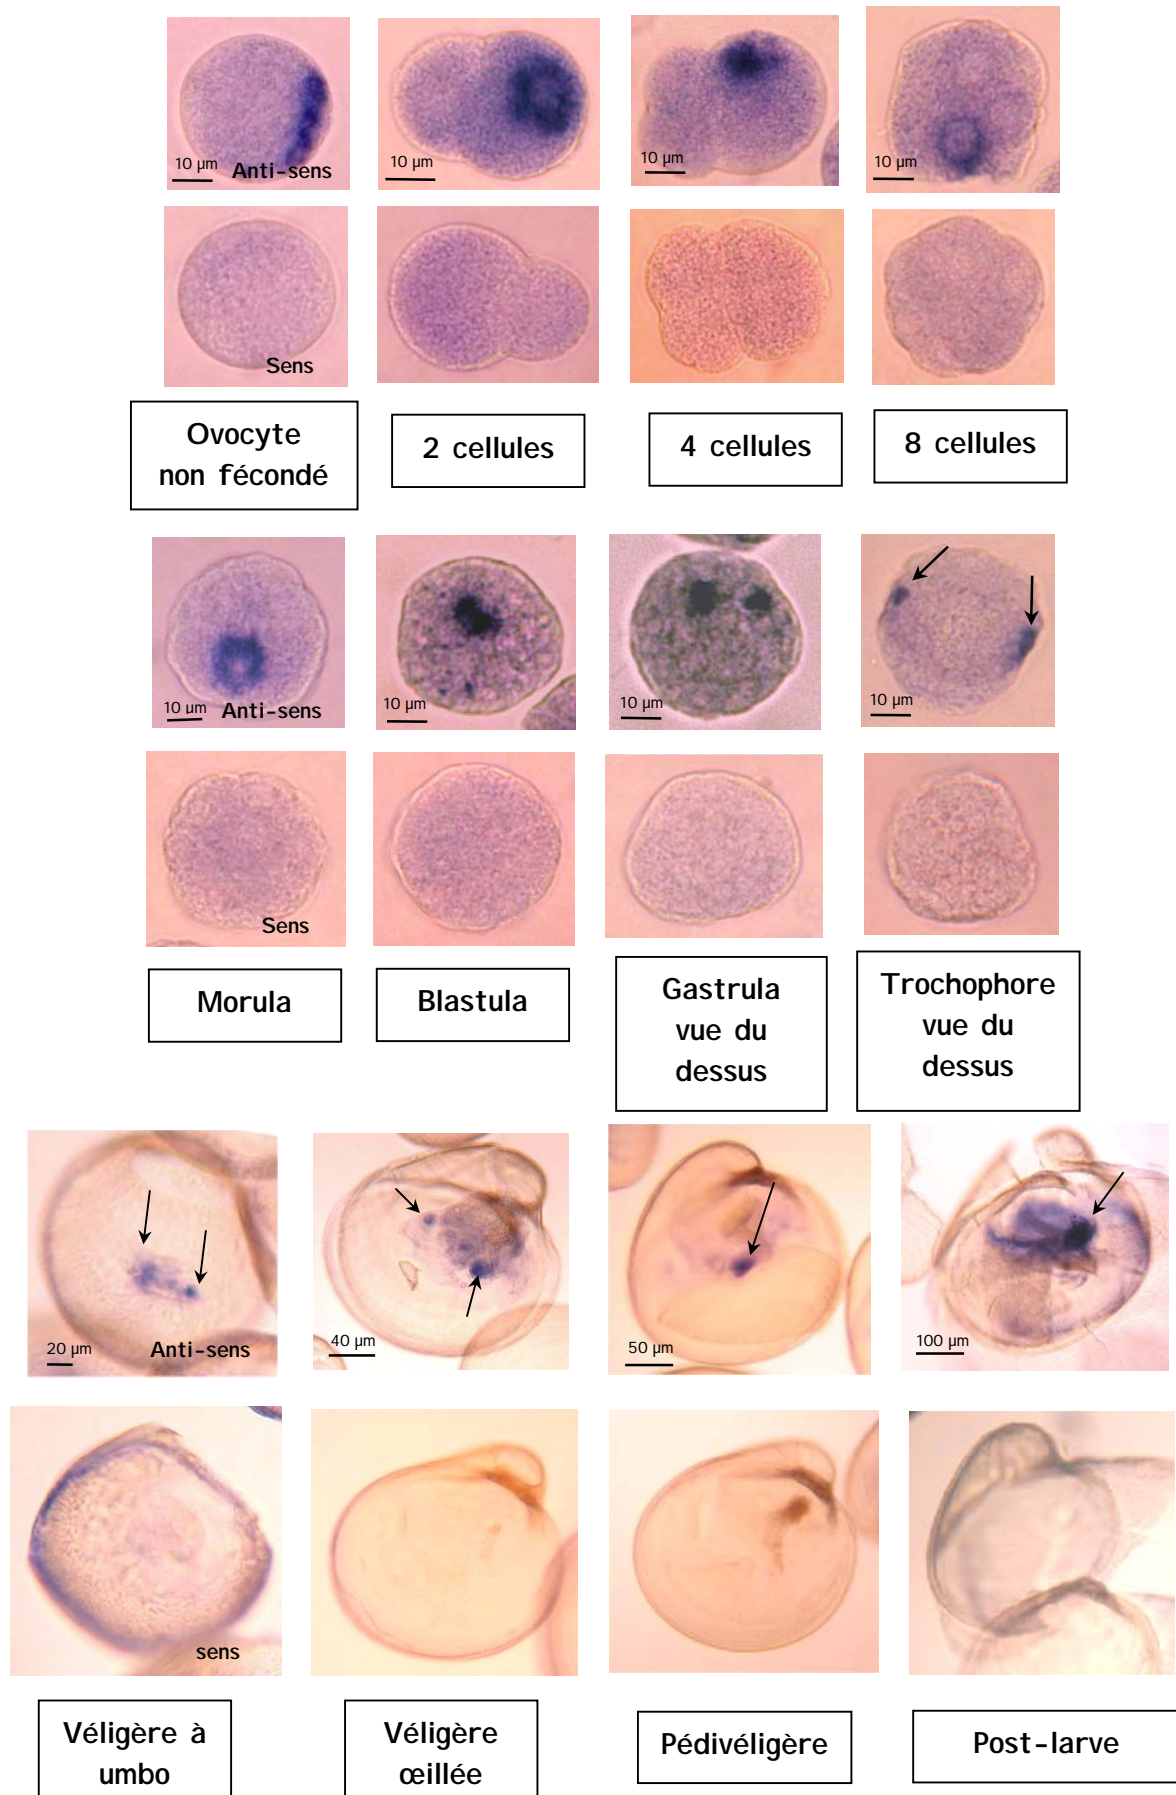 10 µm
Anti-sens
10 µm
10 µm
10 µm
Sens
Ovocyte
non fécondé
2 cellules
4 cellules
8 cellules
10 µm
Anti-sens
10 µm
10 µm
10 µm
Sens
Morula
Blastula
Gastrula
vue du
dessus
Trochophore
vue du
dessus
20 µm
Anti-sens
40 µm
50 µm
100 µm
sens
Véligère à
umbo
Véligère
œillée
Pédivéligère
Post-larve